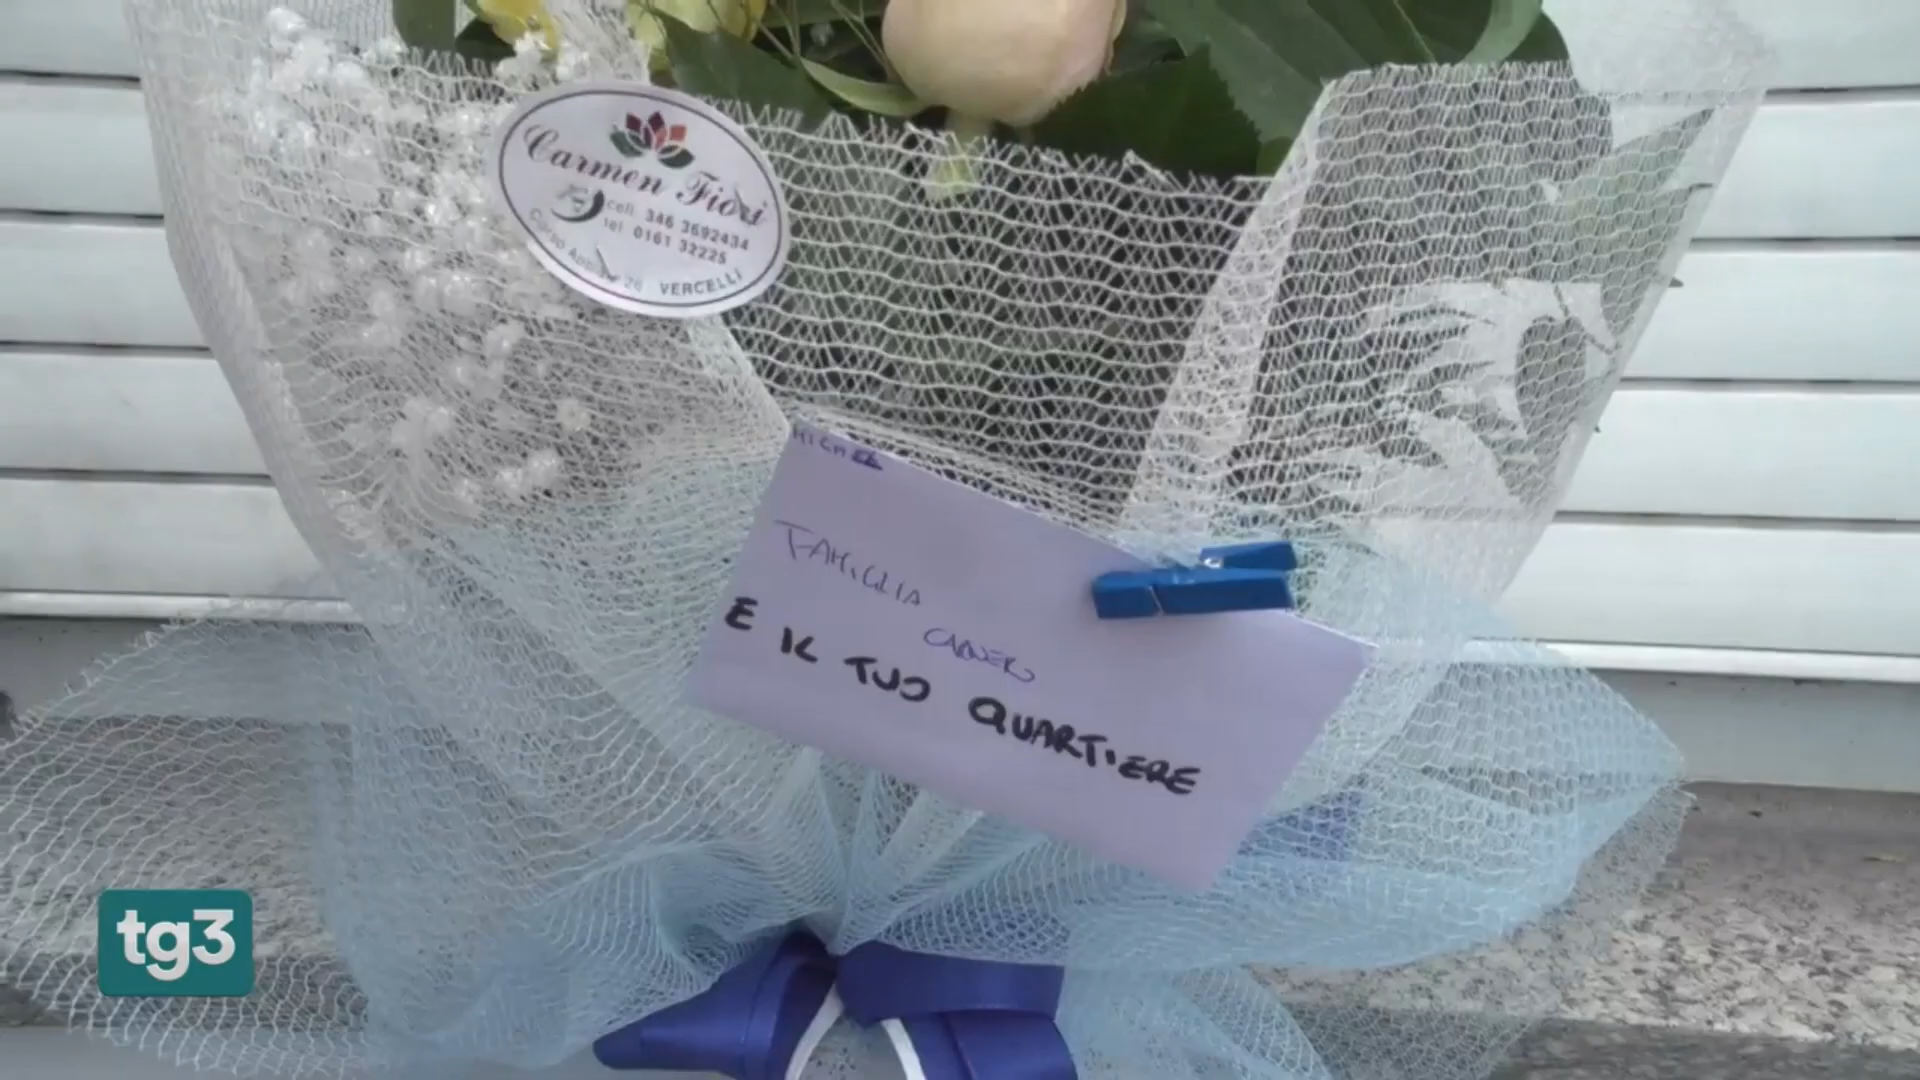 Carmen Fiori
cell. 346 3692434
tel. 0161 32225
VERCELLI
FAMIGLIA
E IL TUO QUARTIERE
tg3